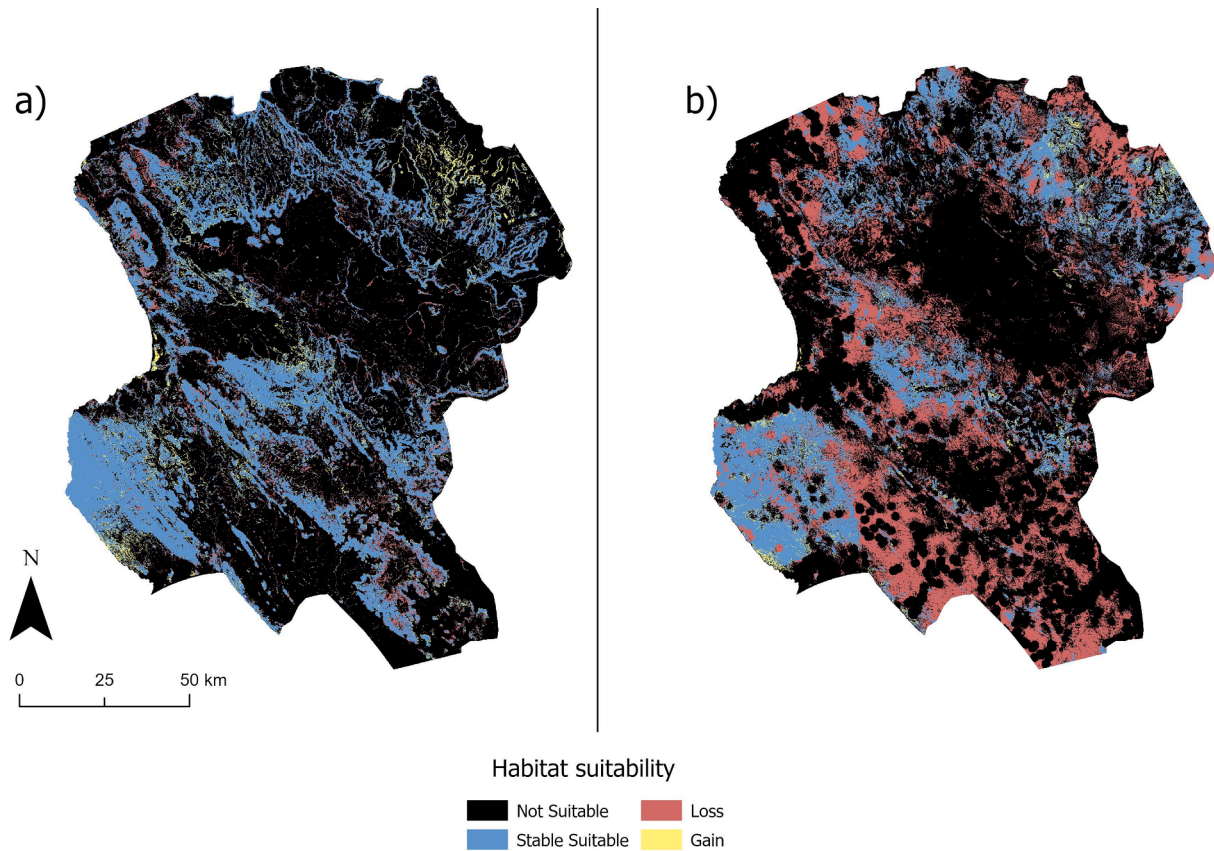 a)
b)
N
0 25 50 km
Habitat suitability
Not Suitable Loss
Stable Suitable Gain